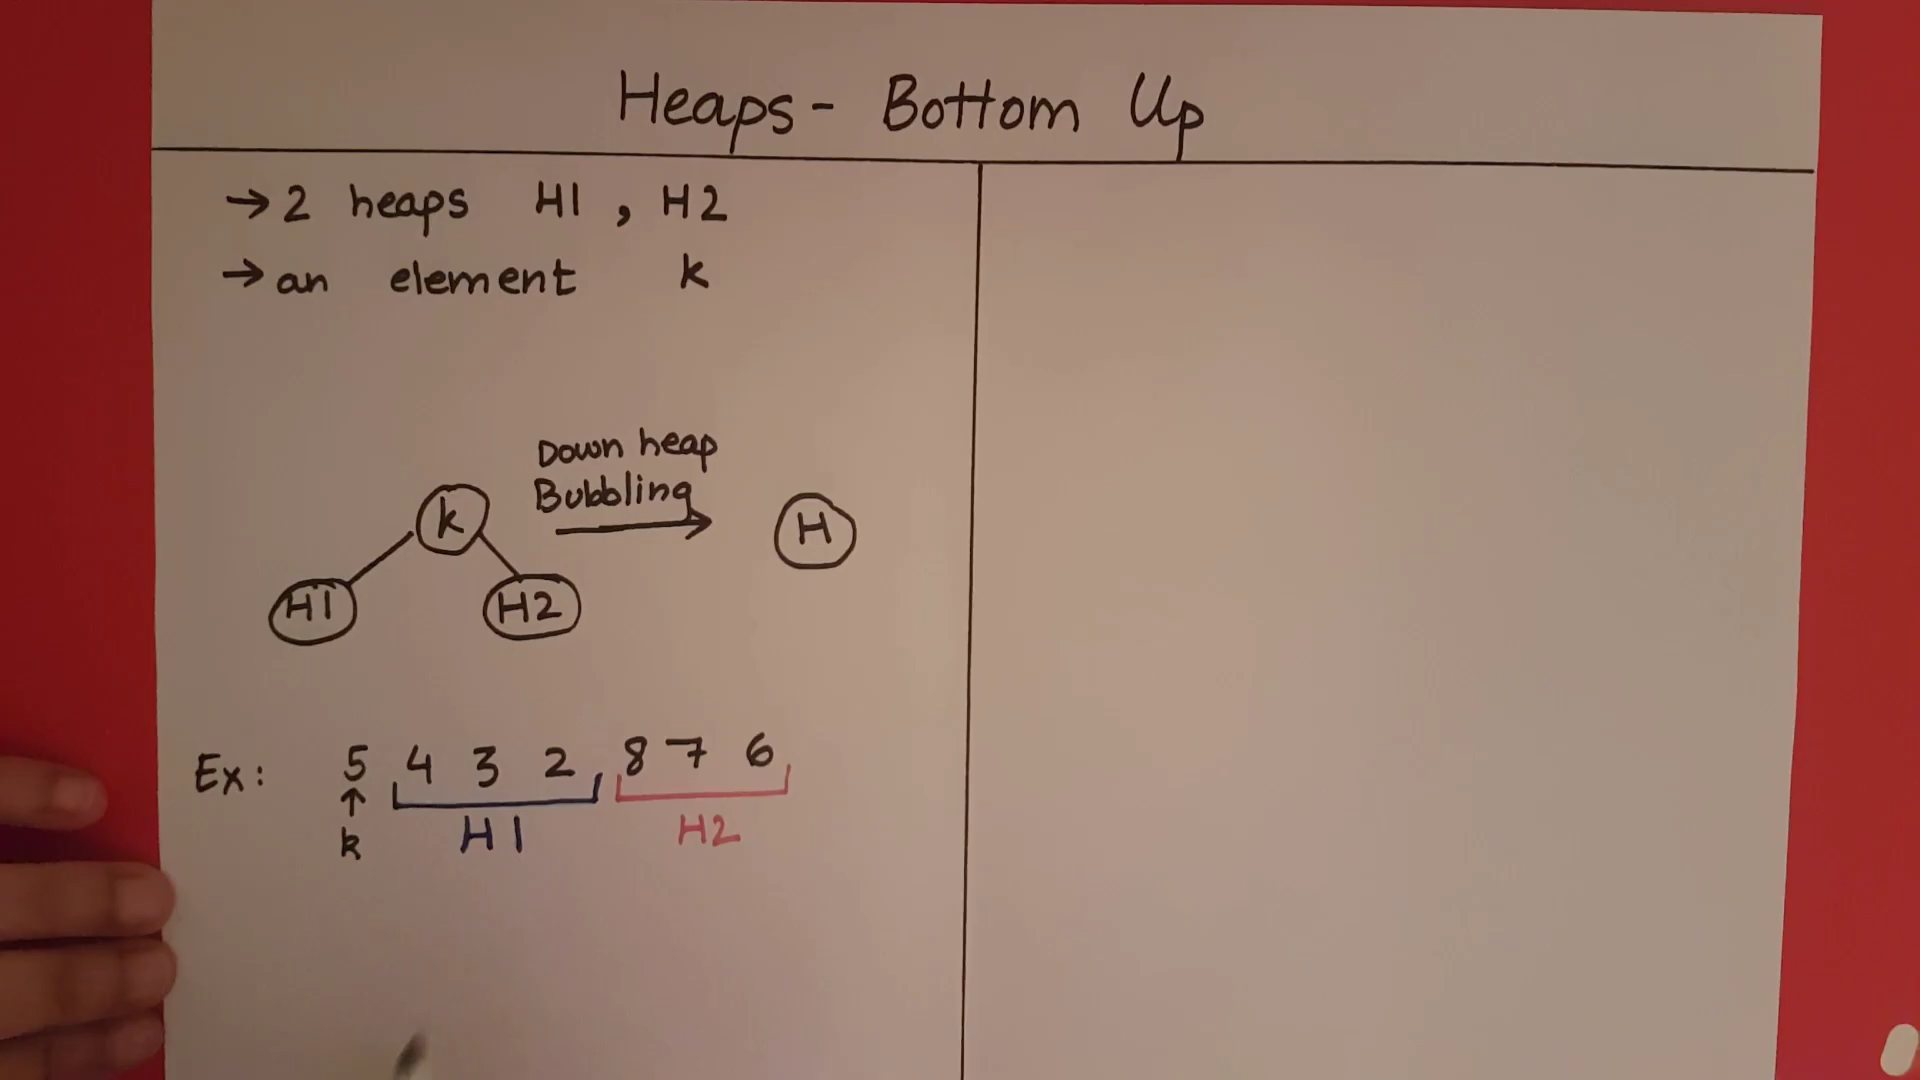 Heaps - Bottom Up
→ 2 heaps H1, H2
→ an element k
Down heap
Bubbling
k
H
H1 H2
Ex: 5 4 3 2 8 7 6
↑
k H1 H2